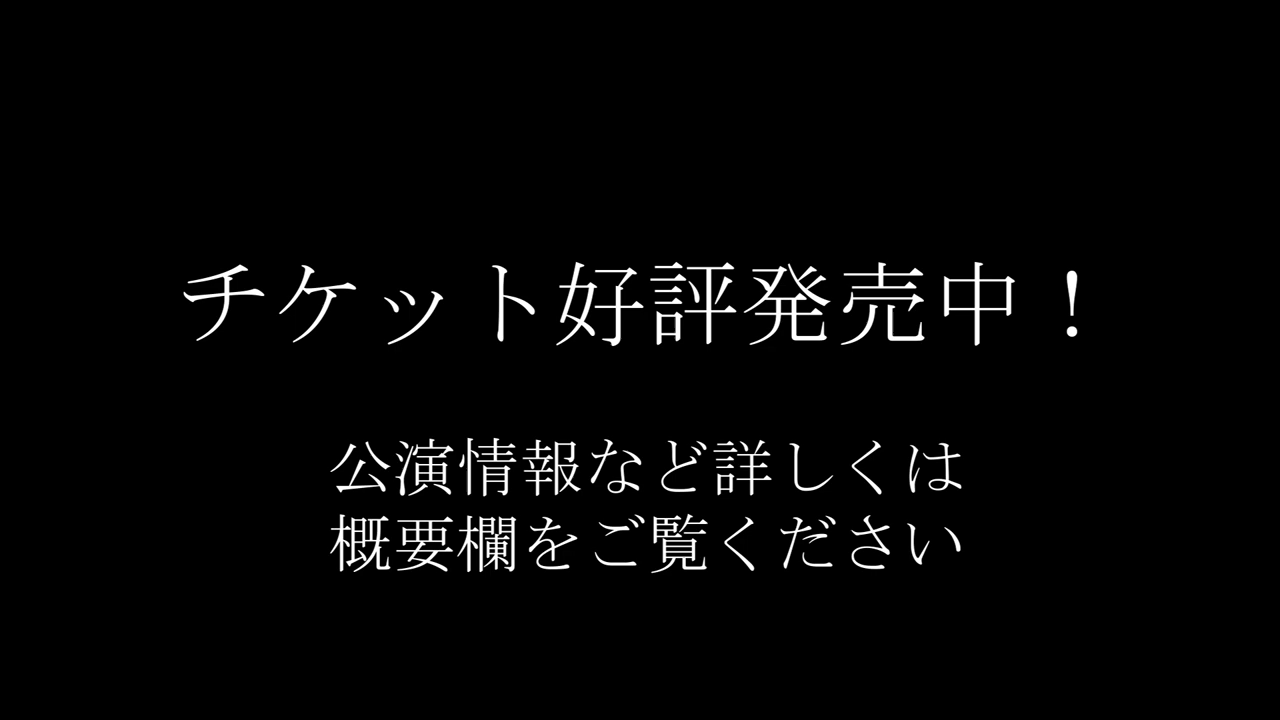 チケット好評発売中！
公演情報など詳しくは
概要欄をご覧ください